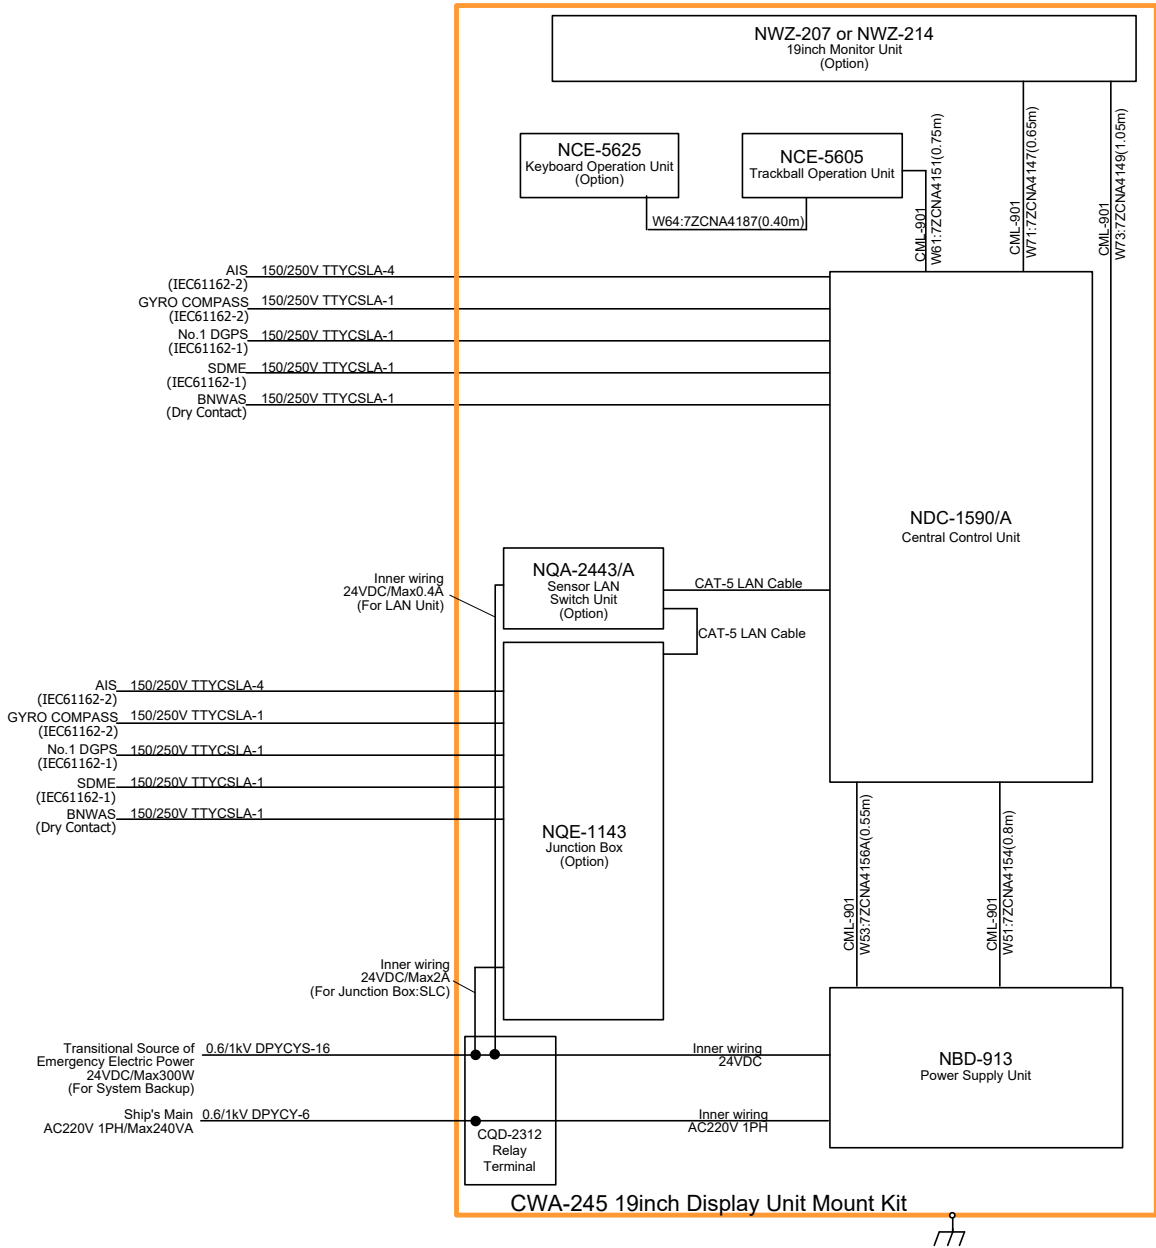 NWZ-207 or NWZ-214
19inch Monitor Unit
(Option)
NCE-5625
Keyboard Operation Unit
(Option)
NCE-5605
Trackball Operation Unit
W64:7ZCNA4187(0.40m)
CML-901
W61:7ZCNA4151(0.75m)
CML-901
W71:7ZCNA4147(0.65m)
CML-901
W73:7ZCNA4149(1.05m)
AIS 150/250V TTYCSLA-4
(IEC61162-2)
GYRO COMPASS 150/250V TTYCSLA-1
(IEC61162-2)
No.1 DGPS 150/250V TTYCSLA-1
(IEC61162-1)
SDME 150/250V TTYCSLA-1
(IEC61162-1)
BNWAS 150/250V TTYCSLA-1
(Dry Contact)
NDC-1590/A
Central Control Unit
Inner wiring
24VDC/Max0.4A
(For LAN Unit)
NQA-2443/A
Sensor LAN
Switch Unit
(Option)
CAT-5 LAN Cable
CAT-5 LAN Cable
AIS 150/250V TTYCSLA-4
(IEC61162-2)
GYRO COMPASS 150/250V TTYCSLA-1
(IEC61162-2)
No.1 DGPS 150/250V TTYCSLA-1
(IEC61162-1)
SDME 150/250V TTYCSLA-1
(IEC61162-1)
BNWAS 150/250V TTYCSLA-1
(Dry Contact)
NQE-1143
Junction Box
(Option)
CML-901
W53:7ZCNA4156A(0.55m)
CML-901
W51:7ZCNA4154(0.8m)
Inner wiring
24VDC/Max2A
(For Junction Box:SLC)
Transitional Source of 0.6/1kV DPYCYS-16
Emergency Electric Power
24VDC/Max300W
(For System Backup)
Inner wiring
24VDC
NBD-913
Power Supply Unit
Ship's Main 0.6/1kV DPYCY-6
AC220V 1PH/Max240VA
Inner wiring
AC220V 1PH
CQD-2312
Relay
Terminal
CWA-245 19inch Display Unit Mount Kit